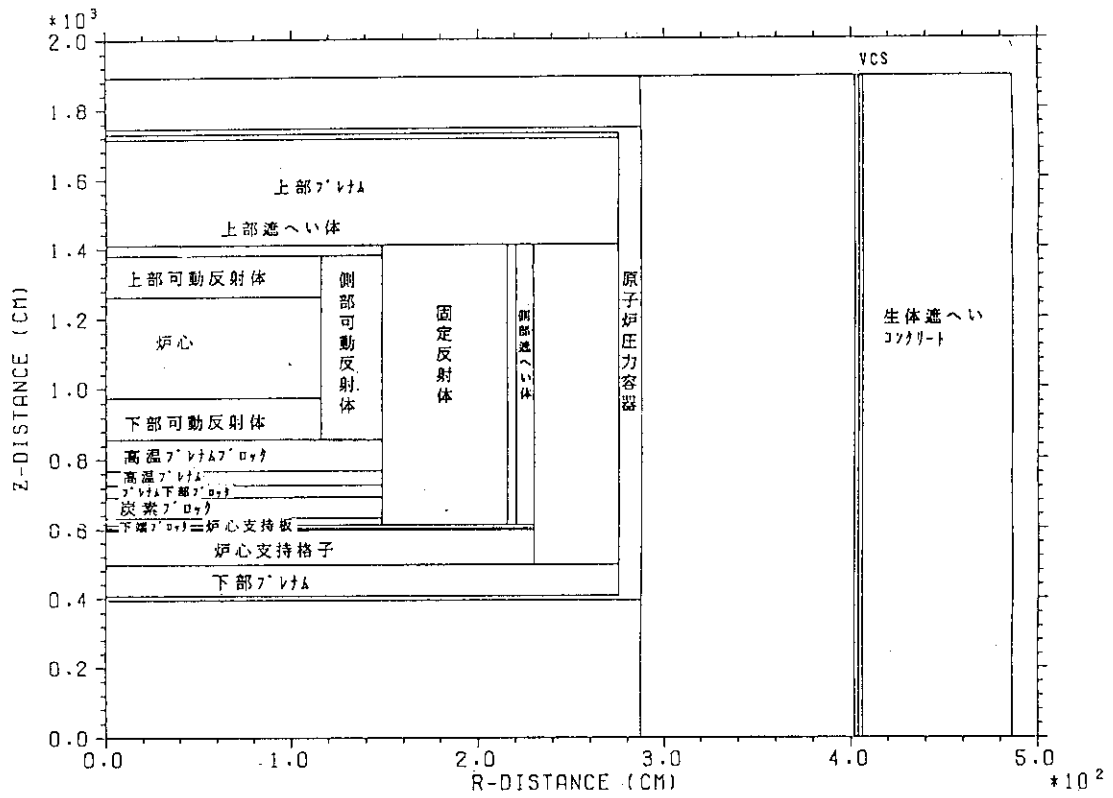 *10³
2.0
1.8
1.6
1.4
1.2
1.0
0.8
0.6
0.4
0.2
0.0
Z-DISTANCE (CM)
VCS
上部プレナム
上部遮へい体
上部可動反射体
炉心
下部可動反射体
側部可動反射体
固定反射体
側部遮へい体
原子炉圧力容器
生体遮へい
コンクリート
高温プレナムブロック
高温プレナム
プレナム下部ブロック
炭素ブロック
下端ブロック
炉心支持板
炉心支持格子
下部プレナム
0.0 1.0 2.0 3.0 4.0 5.0
R-DISTANCE (CM)
*10²